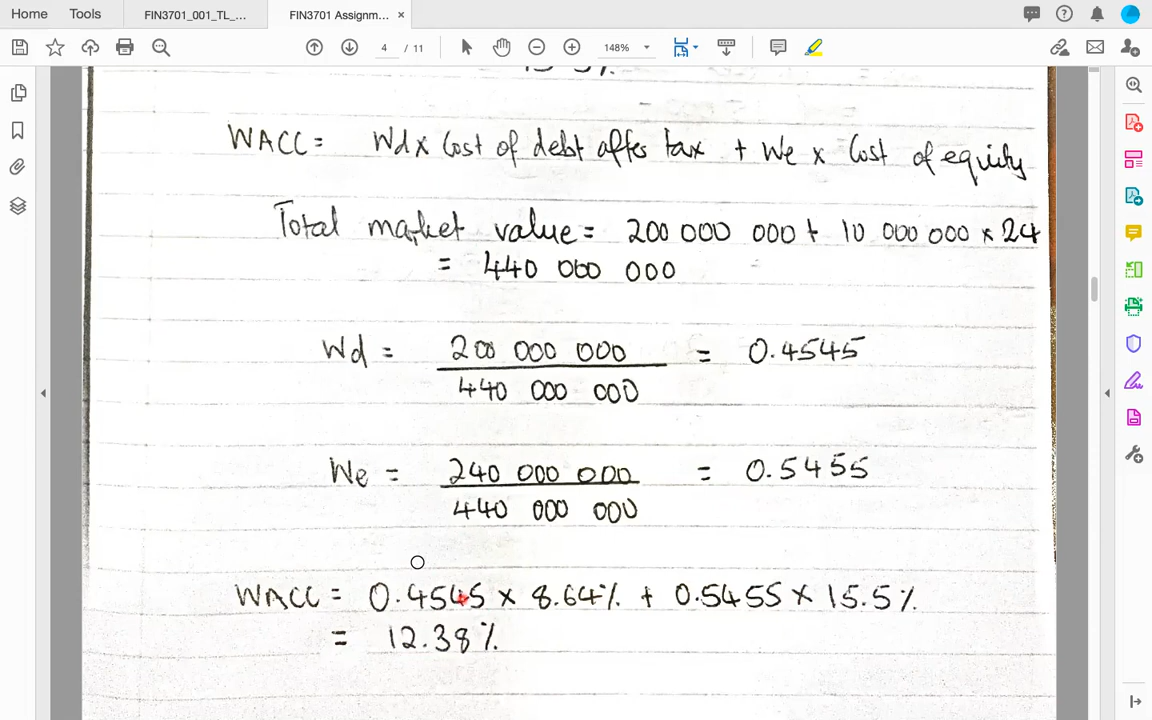 Home Tools FIN3701_001_TL_... FIN3701 Assignm... ×
4 / 11 148%
WACC = Wd x Cost of debt after tax + We x Cost of equity
Total market value = 200 000 000 + 10 000 000 x 24
= 440 000 000
Wd = 200 000 000 / 440 000 000 = 0.4545
We = 240 000 000 / 440 000 000 = 0.5455
WACC = 0.4545 x 8.64% + 0.5455 x 15.5%
= 12.38%